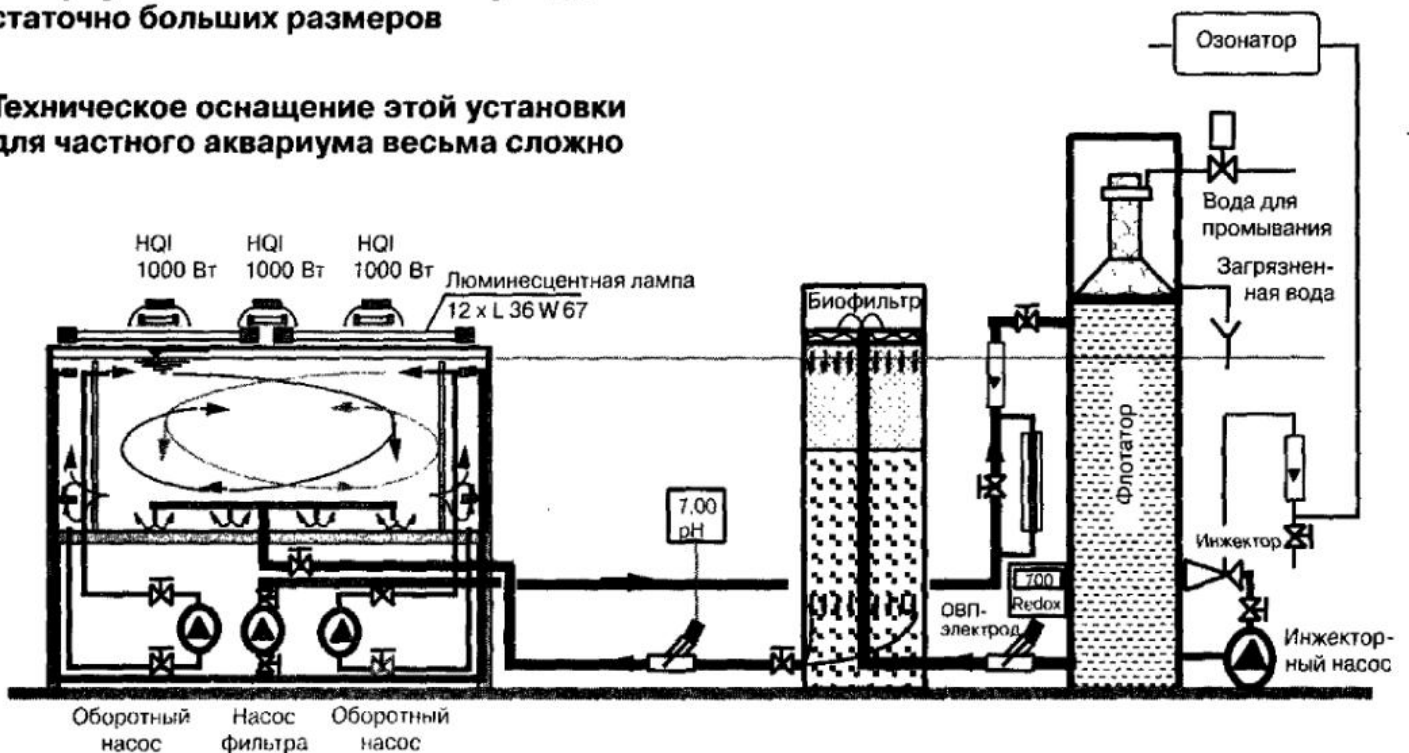 статочно больших размеров
Техническое оснащение этой установки
для частного аквариума весьма сложно
Озонатор
Вода для
промывания
Загрязнен-
ная вода
HQI
1000 Вт
HQI
1000 Вт
HQI
1000 Вт
Люминесцентная лампа
12 x L 36 W 67
Биофильтр
Флотатор
7,00
pH
Инжектор
700
Redox
ОВП-
электрод
Инжектор-
ный насос
Оборотный
насос
Насос
фильтра
Оборотный
насос